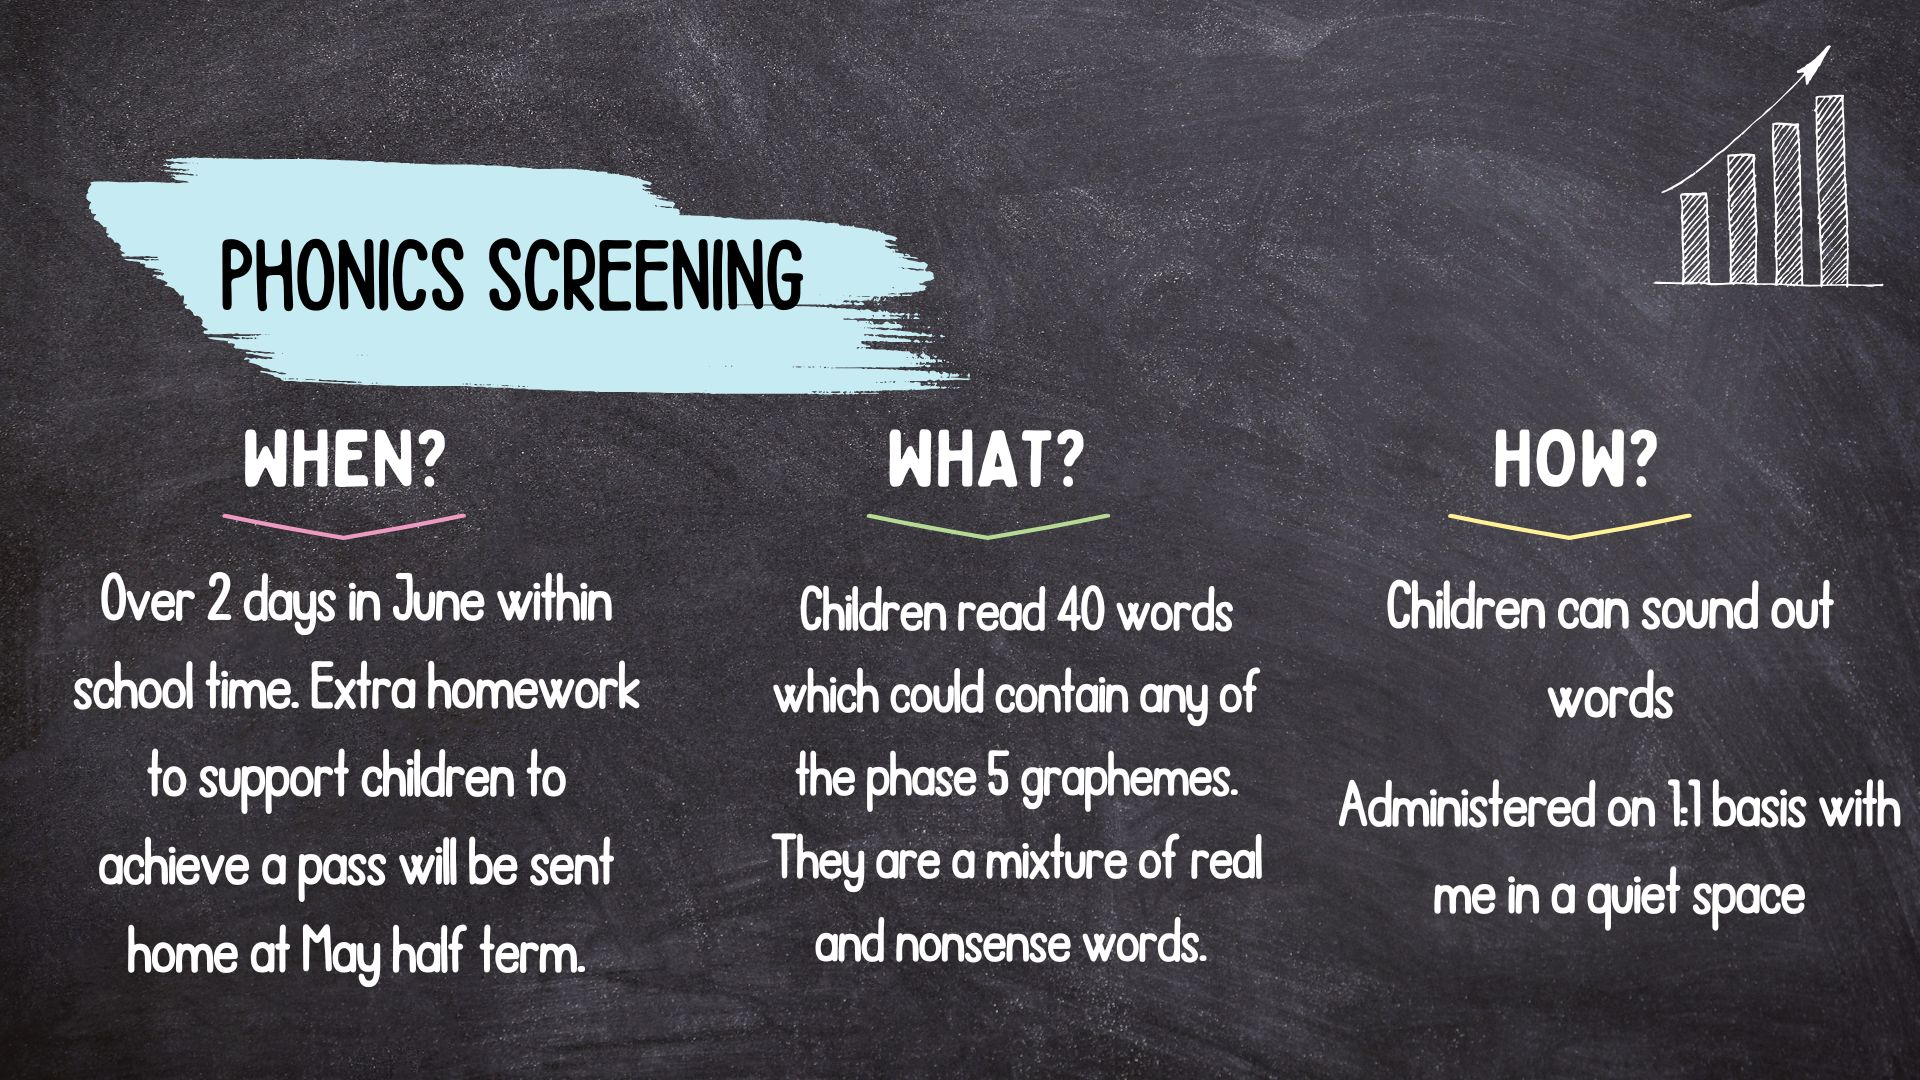 PHONICS SCREENING
WHEN?
Over 2 days in June within
school time. Extra homework
to support children to
achieve a pass will be sent
home at May half term.
WHAT?
Children read 40 words
which could contain any of
the phase 5 graphemes.
They are a mixture of real
and nonsense words.
HOW?
Children can sound out
words
Administered on 1:1 basis with
me in a quiet space